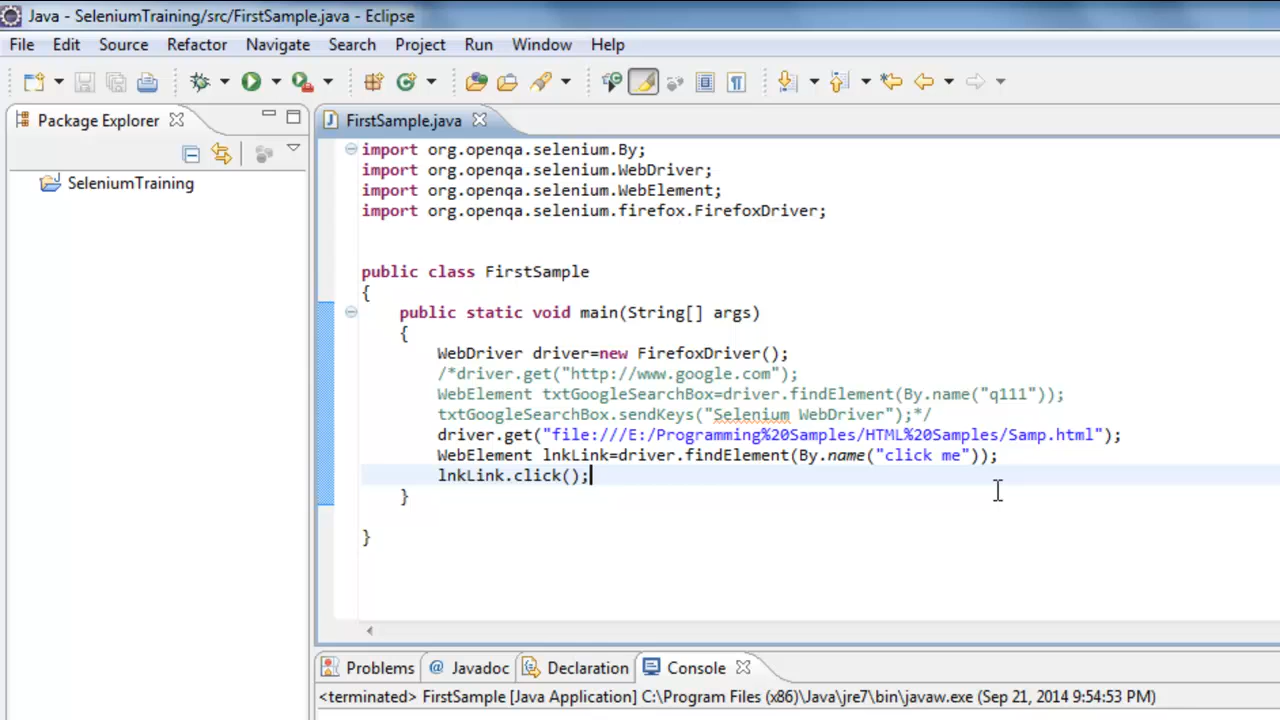 Java - SeleniumTraining/src/FirstSample.java - Eclipse
File Edit Source Refactor Navigate Search Project Run Window Help
Package Explorer
FirstSample.java
SeleniumTraining
import org.openqa.selenium.By;
import org.openqa.selenium.WebDriver;
import org.openqa.selenium.WebElement;
import org.openqa.selenium.firefox.FirefoxDriver;
public class FirstSample
{
public static void main(String[] args)
{
WebDriver driver=new FirefoxDriver();
/*driver.get("http://www.google.com");
WebElement txtGoogleSearchBox=driver.findElement(By.name("q111"));
txtGoogleSearchBox.sendKeys("Selenium WebDriver");*/
driver.get("file:///E:/Programming%20Samples/HTML%20Samples/Samp.html");
WebElement lnkLink=driver.findElement(By.name("click me"));
lnkLink.click();
}
}
Problems @ Javadoc Declaration Console
<terminated> FirstSample [Java Application] C:\Program Files (x86)\Java\jre7\bin\javaw.exe (Sep 21, 2014 9:54:53 PM)